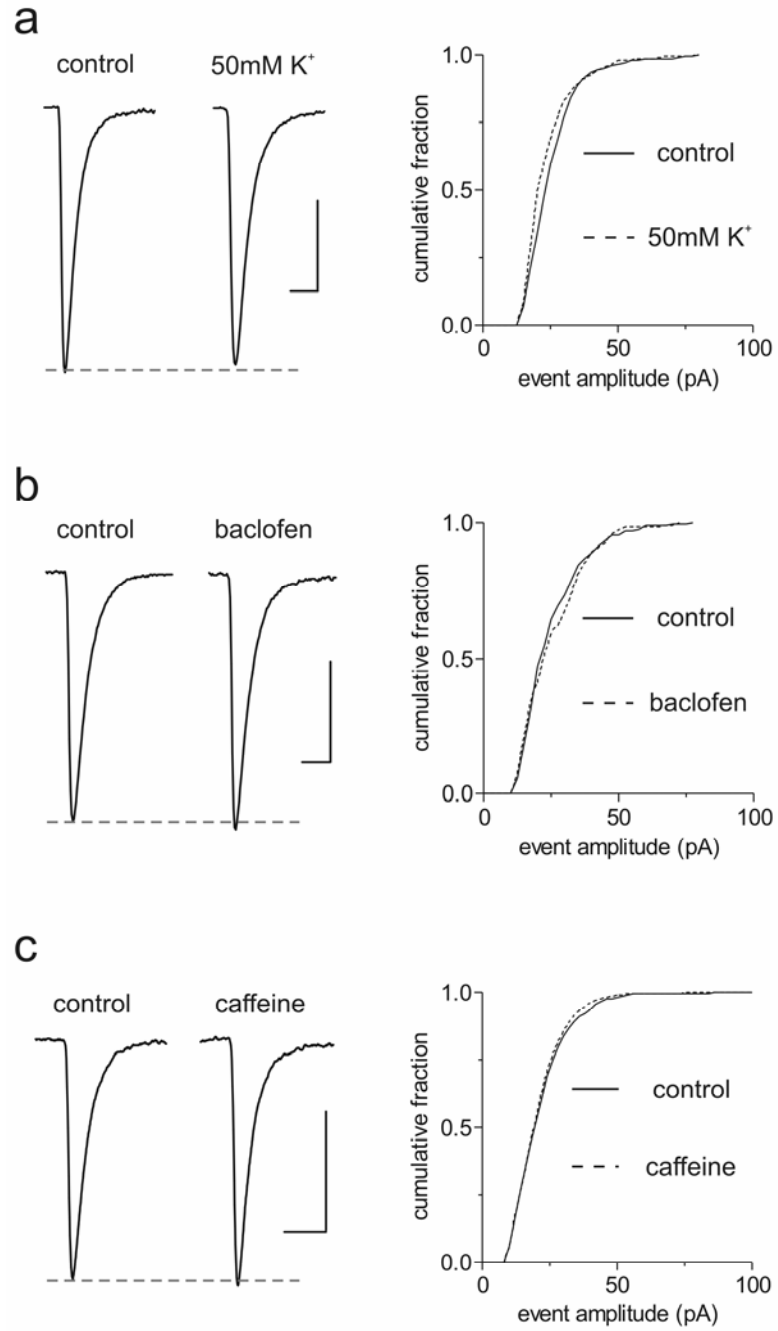 a
control 50mM K⁺
1.0
0.5
0.0
cumulative fraction
control
50mM K⁺
0 50 100
event amplitude (pA)
b
control baclofen
1.0
0.5
0.0
cumulative fraction
control
baclofen
0 50 100
event amplitude (pA)
c
control caffeine
1.0
0.5
0.0
cumulative fraction
control
caffeine
0 50 100
event amplitude (pA)